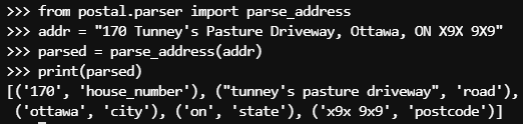 >>> from postal.parser import parse_address
>>> addr = "170 Tunney's Pasture Driveway, Ottawa, ON X9X 9X9"
>>> parsed = parse_address(addr)
>>> print(parsed)
[('170', 'house_number'), ("tunney's pasture driveway", 'road'),
 ('ottawa', 'city'), ('on', 'state'), ('x9x 9x9', 'postcode')]